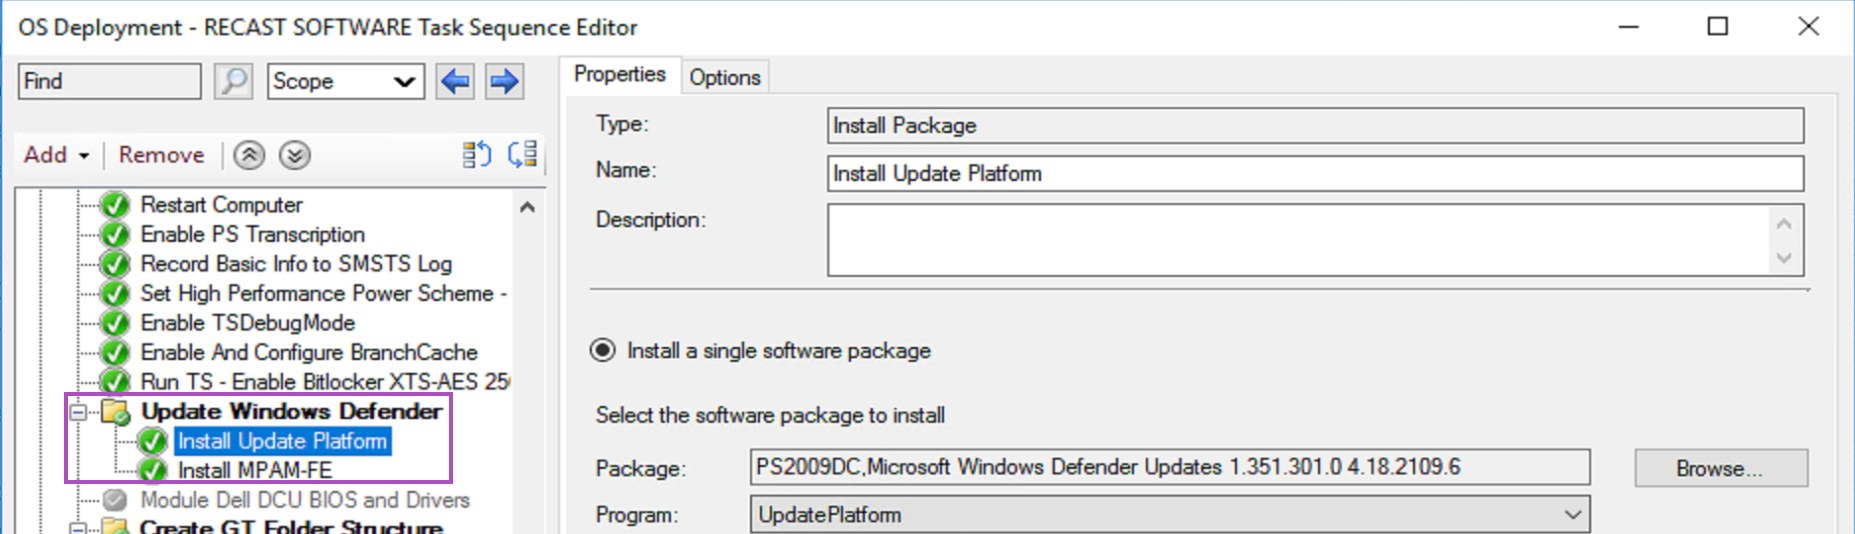 OS Deployment - RECAST SOFTWARE Task Sequence Editor
Find
Scope
Add
Remove
Restart Computer
Enable PS Transcription
Record Basic Info to SMSTS Log
Set High Performance Power Scheme -
Enable TSDebugMode
Enable And Configure BranchCache
Run TS - Enable Bitlocker XTS-AES 25
Update Windows Defender
Install Update Platform
Install MPAM-FE
Module Dell DCU BIOS and Drivers
Create GT Folder Structure
Properties
Options
Type:
Install Package
Name:
Install Update Platform
Description:
Install a single software package
Select the software package to install
Package:
PS2009DC,Microsoft Windows Defender Updates 1.351.301.0 4.18.2109.6
Browse...
Program:
UpdatePlatform